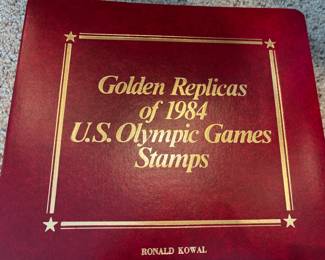 Golden Replicas
of 1984
U.S. Olympic Games
Stamps
RONALD KOWAL